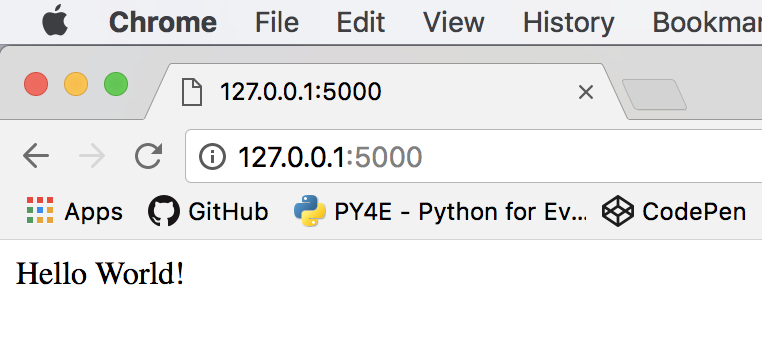 Chrome File Edit View History Bookmar
127.0.0.1:5000
127.0.0.1:5000
Apps GitHub PY4E - Python for Ev... CodePen
Hello World!